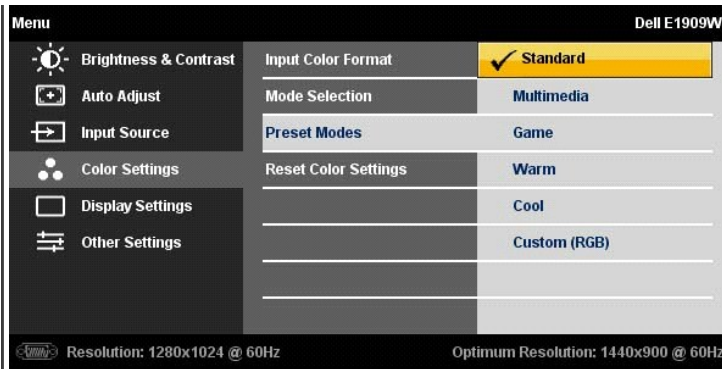 Menu Dell E1909W
Brightness & Contrast Input Color Format Standard
Auto Adjust Mode Selection Multimedia
Input Source Preset Modes Game
Color Settings Reset Color Settings Warm
Display Settings Cool
Other Settings Custom (RGB)
Resolution: 1280x1024 @ 60Hz Optimum Resolution: 1440x900 @ 60Hz